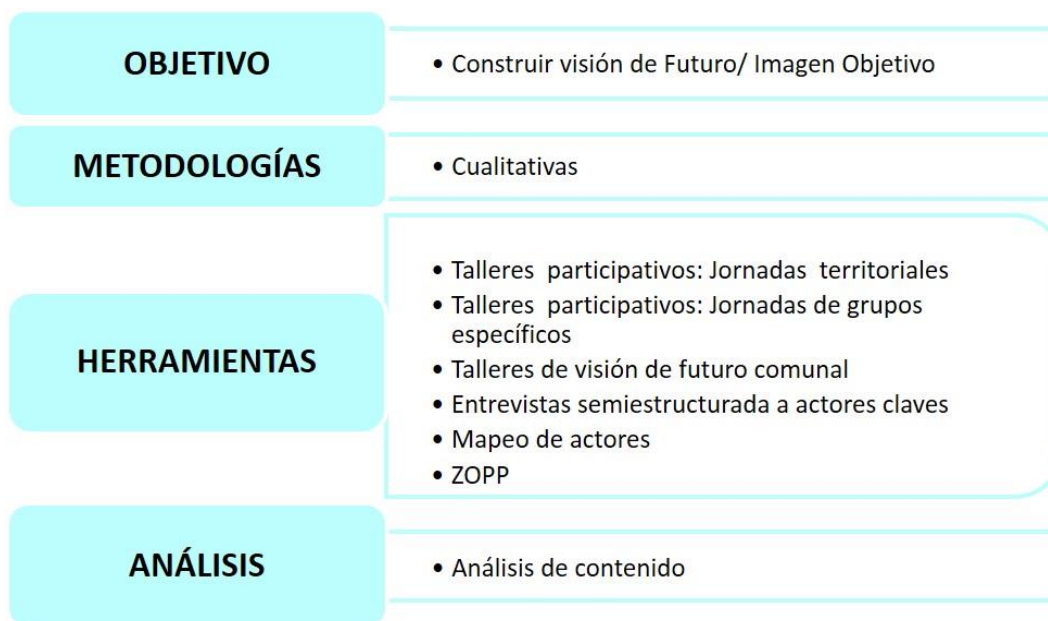 OBJETIVO
• Construir visión de Futuro/ Imagen Objetivo
METODOLOGÍAS
• Cualitativas
HERRAMIENTAS
• Talleres participativos: Jornadas territoriales
• Talleres participativos: Jornadas de grupos
específicos
• Talleres de visión de futuro comunal
• Entrevistas semiestructurada a actores claves
• Mapeo de actores
• ZOPP
ANÁLISIS
• Análisis de contenido